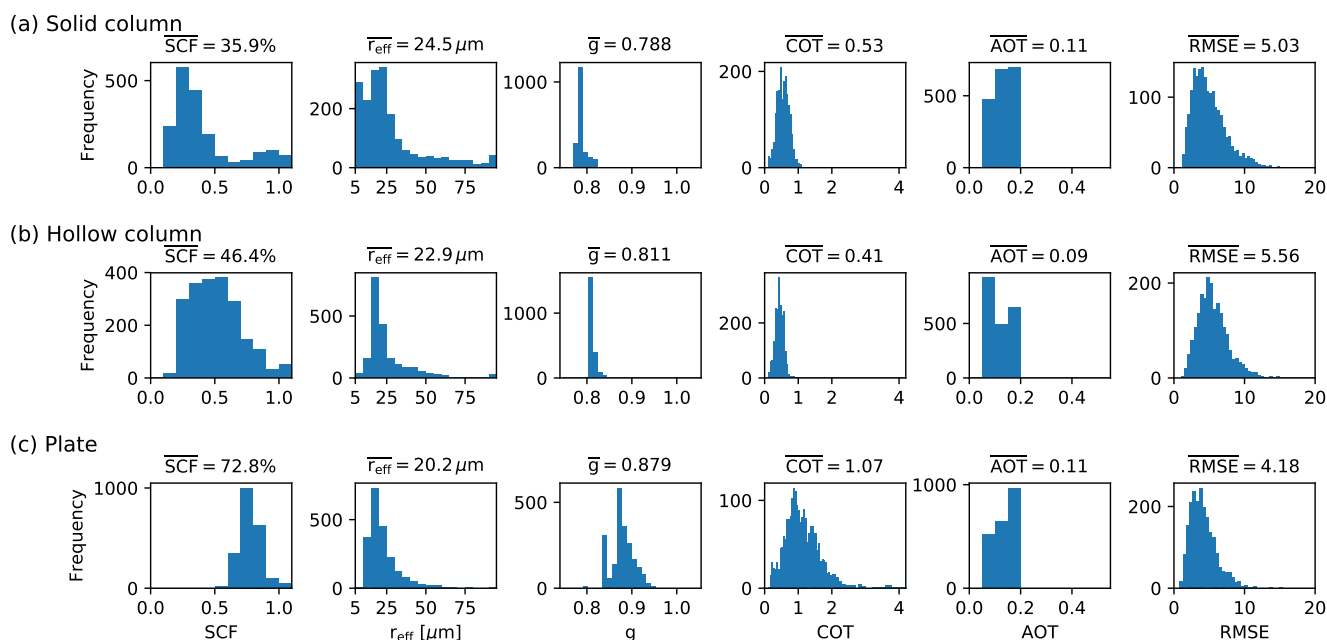 (a) Solid column
SCF = 35.9% r_eff = 24.5 μm g = 0.788 COT = 0.53 AOT = 0.11 RMSE = 5.03
Frequency
500
0
0.0 0.5 1.0
200
0
5 25 50 75
1000
0
0.8 0.9 1.0
200
0
0 1 2 4
500
0
0.0 0.2 0.4
100
0
0 10 20
(b) Hollow column
SCF = 46.4% r_eff = 22.9 μm g = 0.811 COT = 0.41 AOT = 0.09 RMSE = 5.56
Frequency
400
200
0
0.0 0.5 1.0
500
0
5 25 50 75
1000
0
0.8 0.9 1.0
200
0
0 1 2 4
500
0
0.0 0.2 0.4
200
0
0 10 20
(c) Plate
SCF = 72.8% r_eff = 20.2 μm g = 0.879 COT = 1.07 AOT = 0.11 RMSE = 4.18
Frequency
1000
500
0
0.0 0.5 1.0
SCF
500
0
5 25 50 75
r_eff [μm]
500
0
0.8 0.9 1.0
g
100
0
0 1 2 4
COT
1000
500
0
0.0 0.2 0.4
AOT
200
0
0 10 20
RMSE